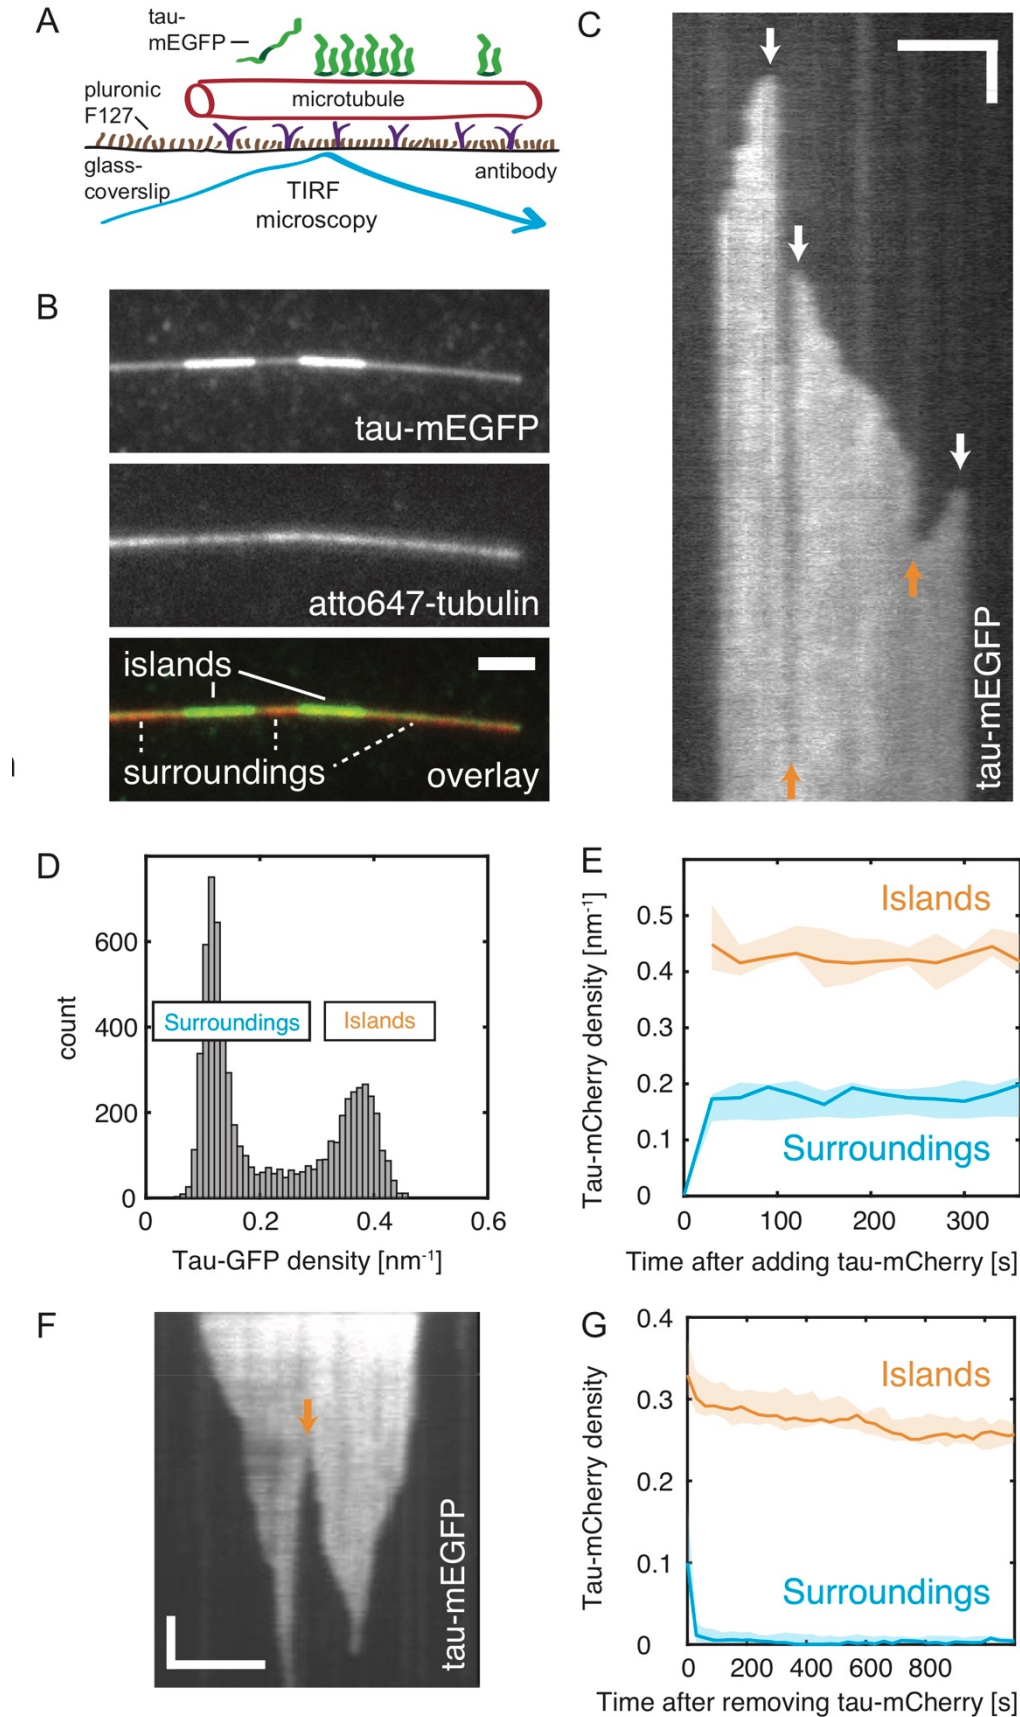 A
tau-
mEGFP
pluronic
F127
microtubule
glass-
coverslip
TIRF
microscopy
antibody
B
tau-mEGFP
atto647-tubulin
islands
surroundings
overlay
C
tau-mEGFP
D
count
600
400
200
0
Surroundings
Islands
0
0.2
0.4
0.6
Tau-GFP density [nm⁻¹]
E
Tau-mCherry density [nm⁻¹]
0.5
0.4
0.3
0.2
0.1
0
Islands
Surroundings
0
100
200
300
Time after adding tau-mCherry [s]
F
tau-mEGFP
G
Tau-mCherry density
0.4
0.3
0.2
0.1
0
Islands
Surroundings
0
200
400
600
800
Time after removing tau-mCherry [s]